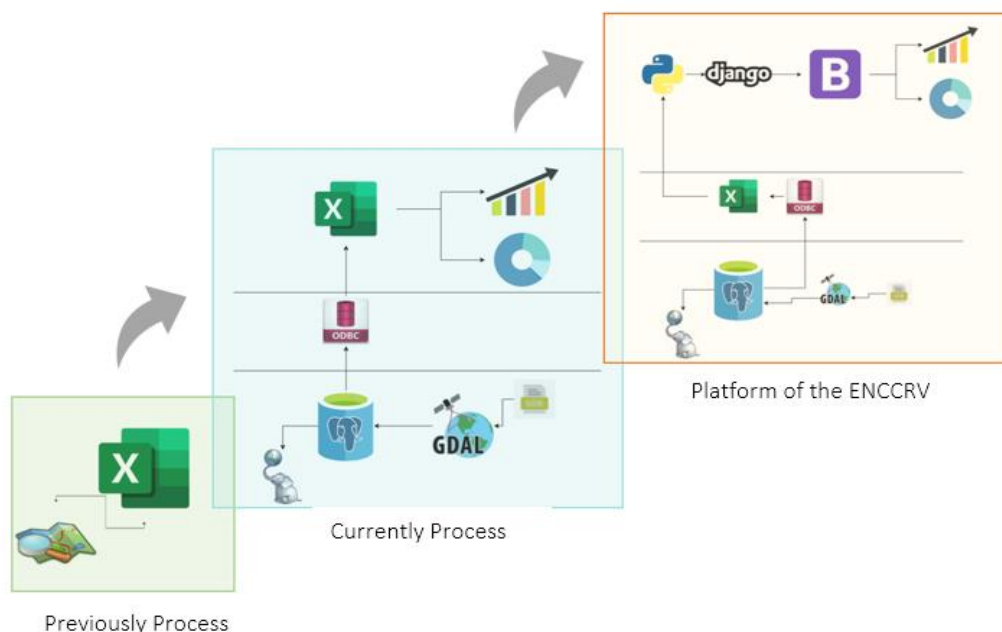 django
B
X
ODBC
GDAL
Platform of the ENCCRV
X
ODBC
GDAL
Currently Process
X
Previously Process